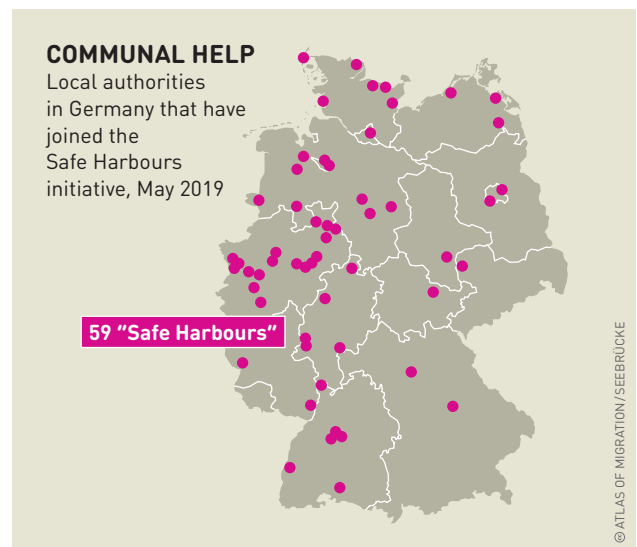 COMMUNAL HELP
Local authorities
in Germany that have
joined the
Safe Harbours
initiative, May 2019
59 “Safe Harbours”
© ATLAS OF MIGRATION/SEEBRÜCKE